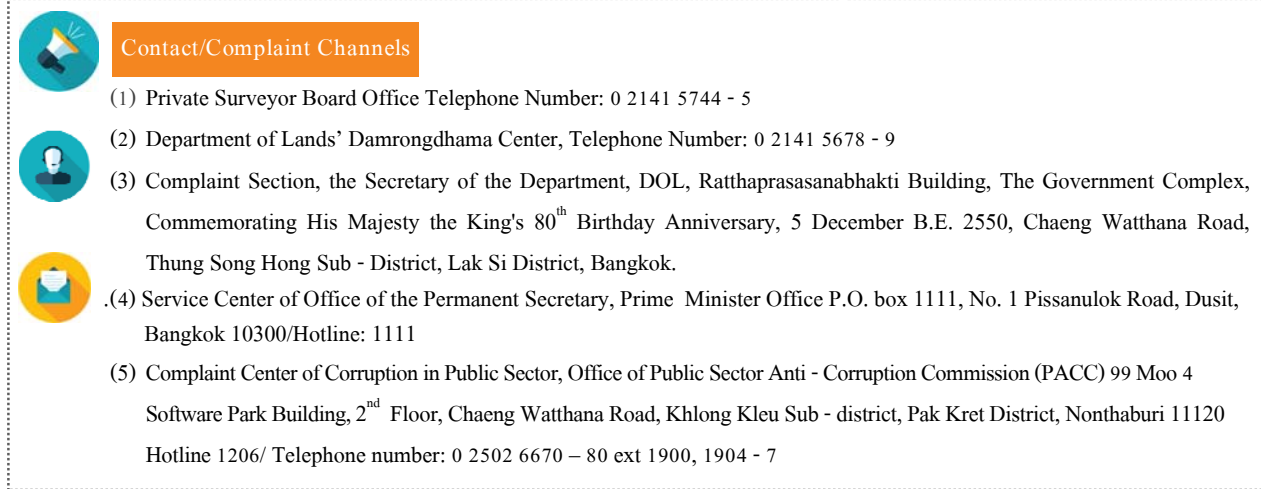 Contact/Complaint Channels
(1) Private Surveyor Board Office Telephone Number: 0 2141 5744 - 5
(2) Department of Lands’ Damrongdhama Center, Telephone Number: 0 2141 5678 - 9
(3) Complaint Section, the Secretary of the Department, DOL, Ratthaprasasanabhakti Building, The Government Complex,
Commemorating His Majesty the King's 80th Birthday Anniversary, 5 December B.E. 2550, Chaeng Watthana Road,
Thung Song Hong Sub - District, Lak Si District, Bangkok.
.(4) Service Center of Office of the Permanent Secretary, Prime Minister Office P.O. box 1111, No. 1 Pissanulok Road, Dusit,
Bangkok 10300/Hotline: 1111
(5) Complaint Center of Corruption in Public Sector, Office of Public Sector Anti - Corruption Commission (PACC) 99 Moo 4
Software Park Building, 2nd Floor, Chaeng Watthana Road, Khlong Kleu Sub - district, Pak Kret District, Nonthaburi 11120
Hotline 1206/ Telephone number: 0 2502 6670 – 80 ext 1900, 1904 - 7